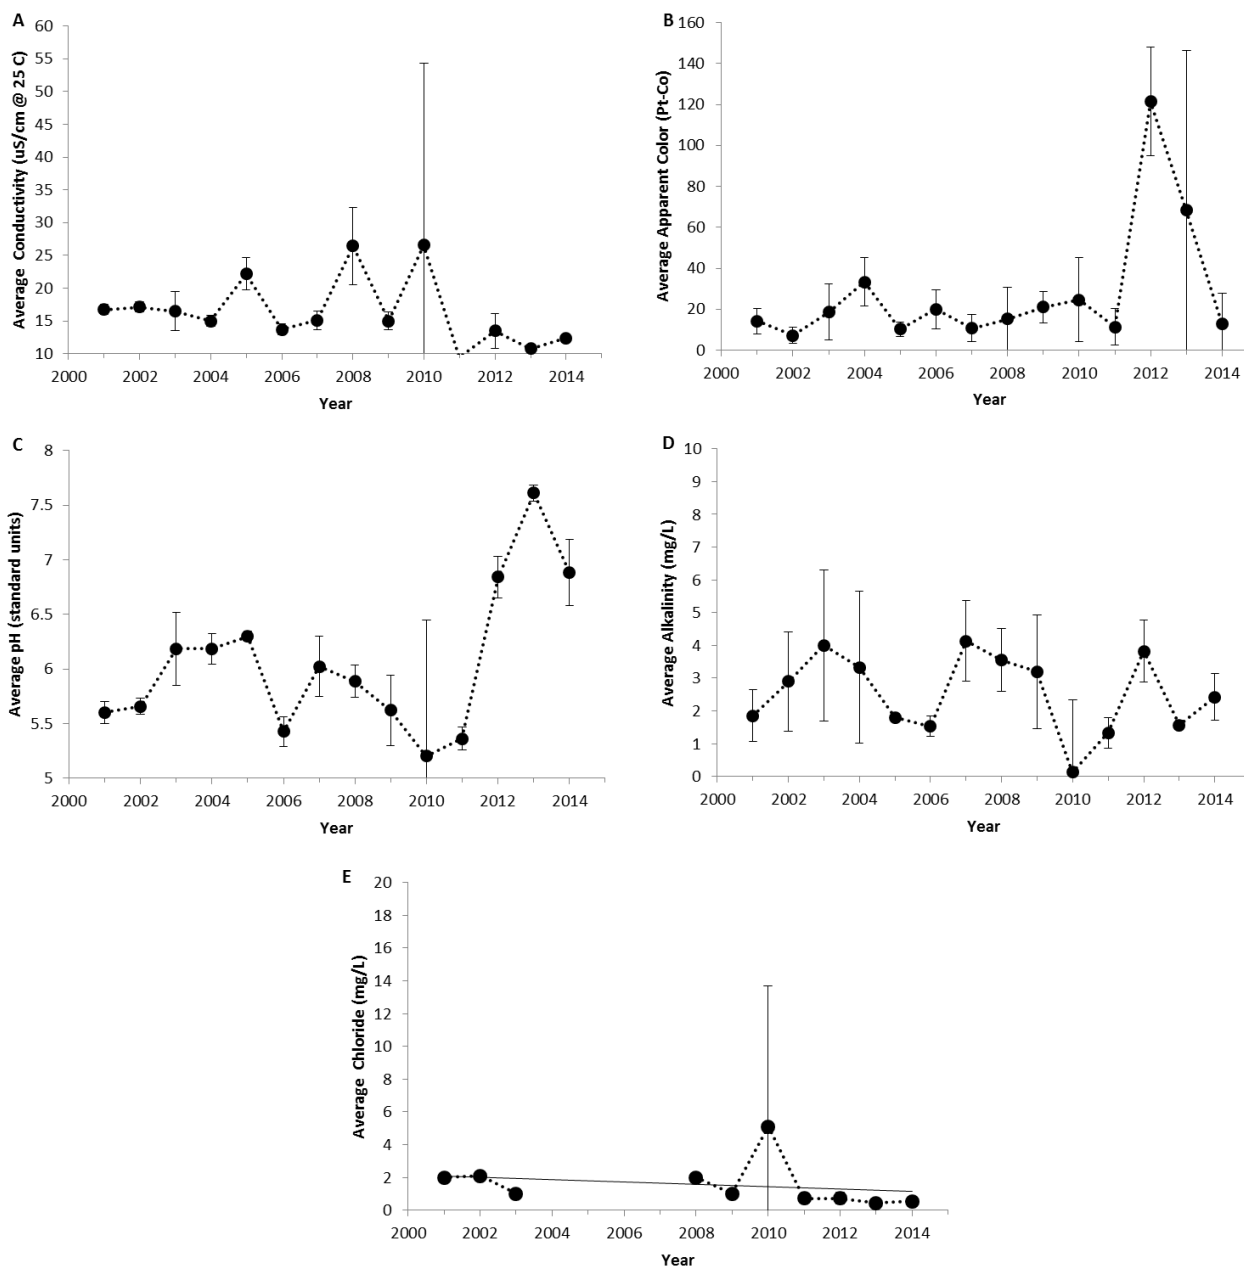 A
Average Conductivity (uS/cm @ 25 C)
60
55
50
45
40
35
30
25
20
15
10
2000 2002 2004 2006 2008 2010 2012 2014
Year
B
Average Apparent Color (Pt-Co)
160
140
120
100
80
60
40
20
0
2000 2002 2004 2006 2008 2010 2012 2014
Year
C
Average pH (standard units)
8
7.5
7
6.5
6
5.5
5
2000 2002 2004 2006 2008 2010 2012 2014
Year
D
Average Alkalinity (mg/L)
10
9
8
7
6
5
4
3
2
1
0
2000 2002 2004 2006 2008 2010 2012 2014
Year
E
Average Chloride (mg/L)
20
18
16
14
12
10
8
6
4
2
0
2000 2002 2004 2006 2008 2010 2012 2014
Year